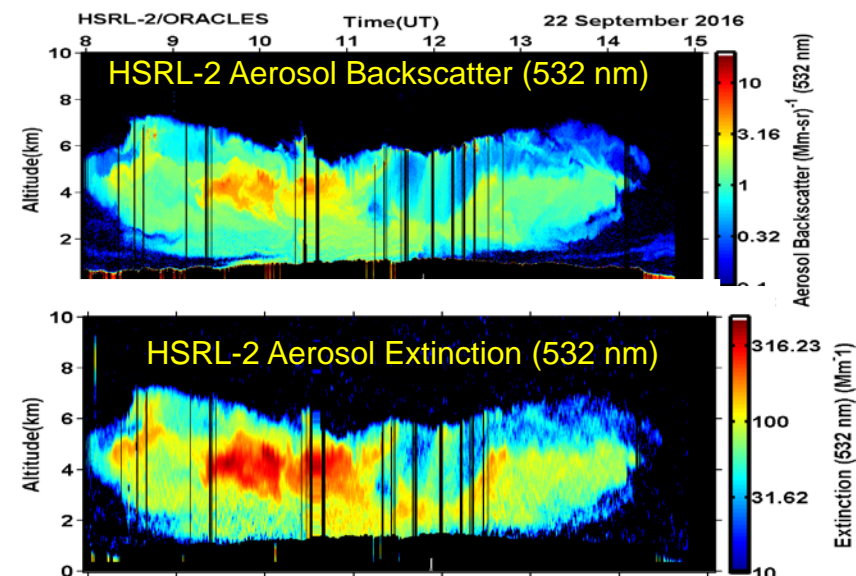 HSRL-2/ORACLES Time(UT) 22 September 2016
8 9 10 11 12 13 14 15
HSRL-2 Aerosol Backscatter (532 nm)
10
8
6
4
2
Altitude(km)
10
3.16
1
0.32
Aerosol Backscatter (Mm-sr)⁻¹ (532 nm)
HSRL-2 Aerosol Extinction (532 nm)
10
8
6
4
2
0
Altitude(km)
316.23
100
31.62
10
Extinction (532 nm) (Mm⁻1)